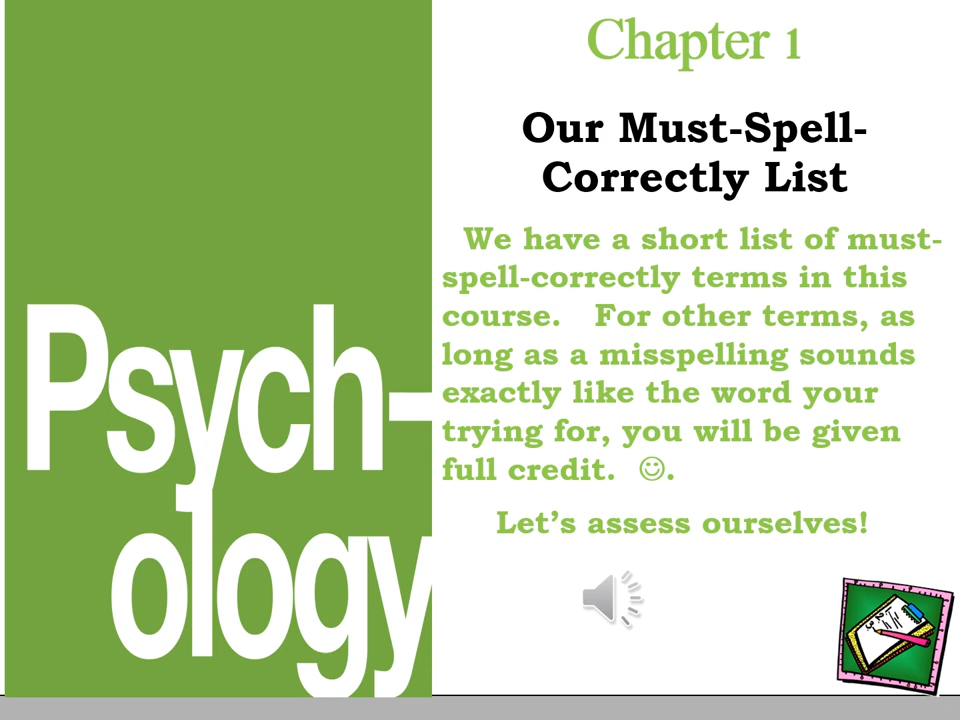 Psych-
ology
Chapter 1
Our Must-Spell-
Correctly List
We have a short list of must-
spell-correctly terms in this
course. For other terms, as
long as a misspelling sounds
exactly like the word your
trying for, you will be given
full credit. ☺.
Let's assess ourselves!